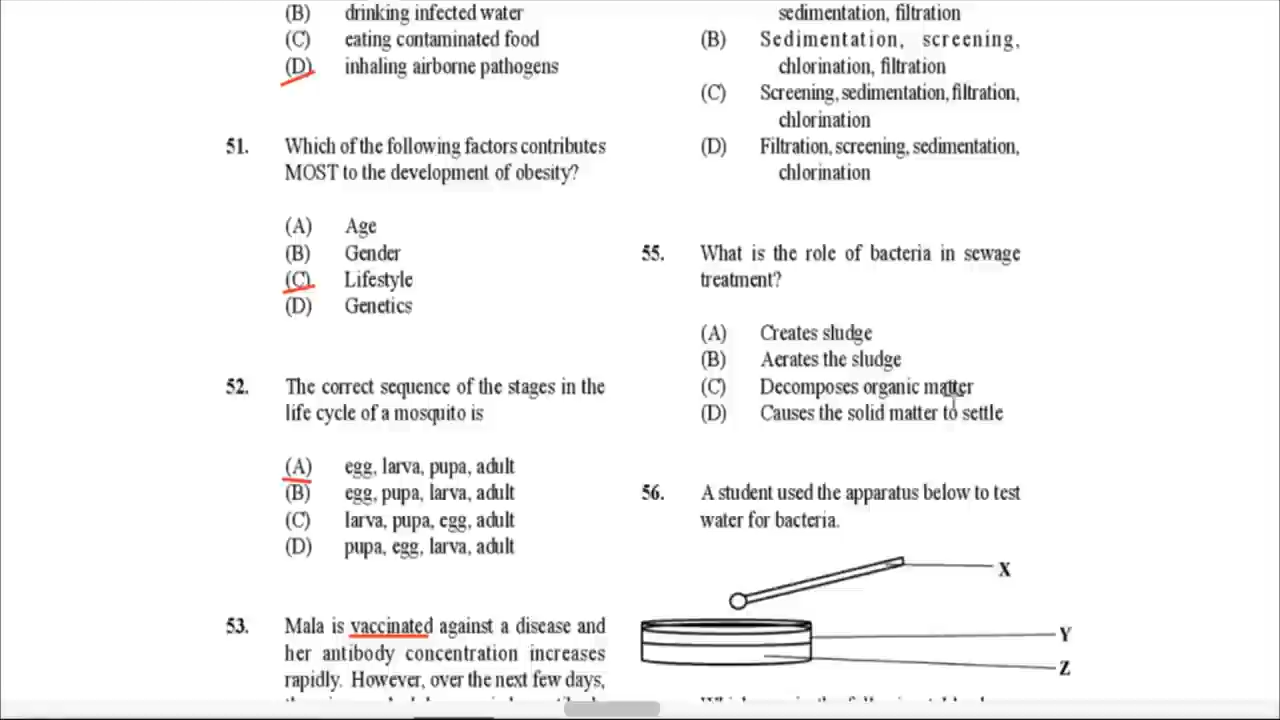 (B) drinking infected water
(C) eating contaminated food
(D) inhaling airborne pathogens
51. Which of the following factors contributes
MOST to the development of obesity?
(A) Age
(B) Gender
(C) Lifestyle
(D) Genetics
52. The correct sequence of the stages in the
life cycle of a mosquito is
(A) egg, larva, pupa, adult
(B) egg, pupa, larva, adult
(C) larva, pupa, egg, adult
(D) pupa, egg, larva, adult
53. Mala is vaccinated against a disease and
her antibody concentration increases
rapidly. However, over the next few days,
sedimentation, filtration
(B) Sedimentation, screening,
chlorination, filtration
(C) Screening, sedimentation, filtration,
chlorination
(D) Filtration, screening, sedimentation,
chlorination
55. What is the role of bacteria in sewage
treatment?
(A) Creates sludge
(B) Aerates the sludge
(C) Decomposes organic matter
(D) Causes the solid matter to settle
56. A student used the apparatus below to test
water for bacteria.
X
Y
Z